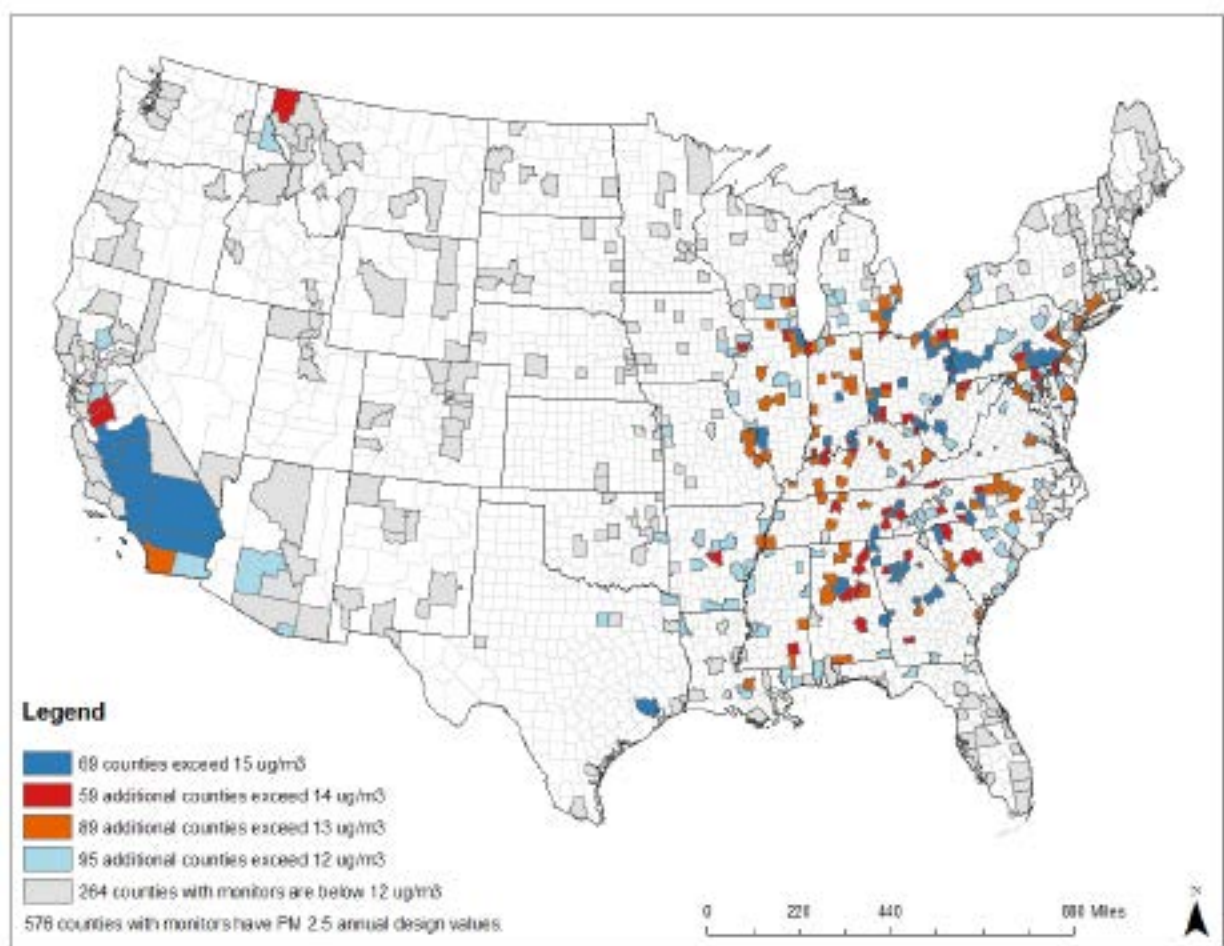 Legend
69 counties exceed 15 ug/m3
59 additional counties exceed 14 ug/m3
89 additional counties exceed 13 ug/m3
95 additional counties exceed 12 ug/m3
264 counties with monitors are below 12 ug/m3
576 counties with monitors have PM 2.5 annual design values.
0 220 440 880 Miles
N